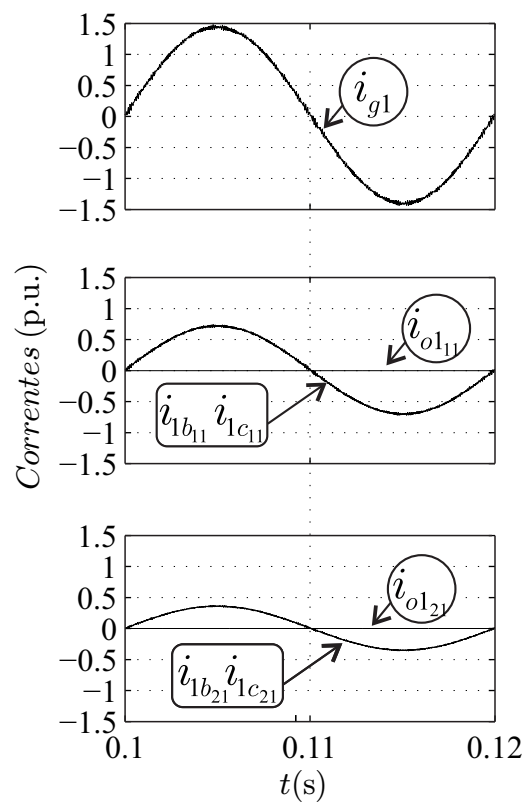 1.5
1
0.5
0
−0.5
−1
−1.5
i_{g1}
1.5
1
0.5
0
−0.5
−1
−1.5
i_{o1_{11}}
i_{1b_{11}} i_{1c_{11}}
Correntes (p.u.)
1.5
1
0.5
0
−0.5
−1
−1.5
i_{o1_{21}}
i_{1b_{21}} i_{1c_{21}}
0.1 0.11 0.12
t(s)